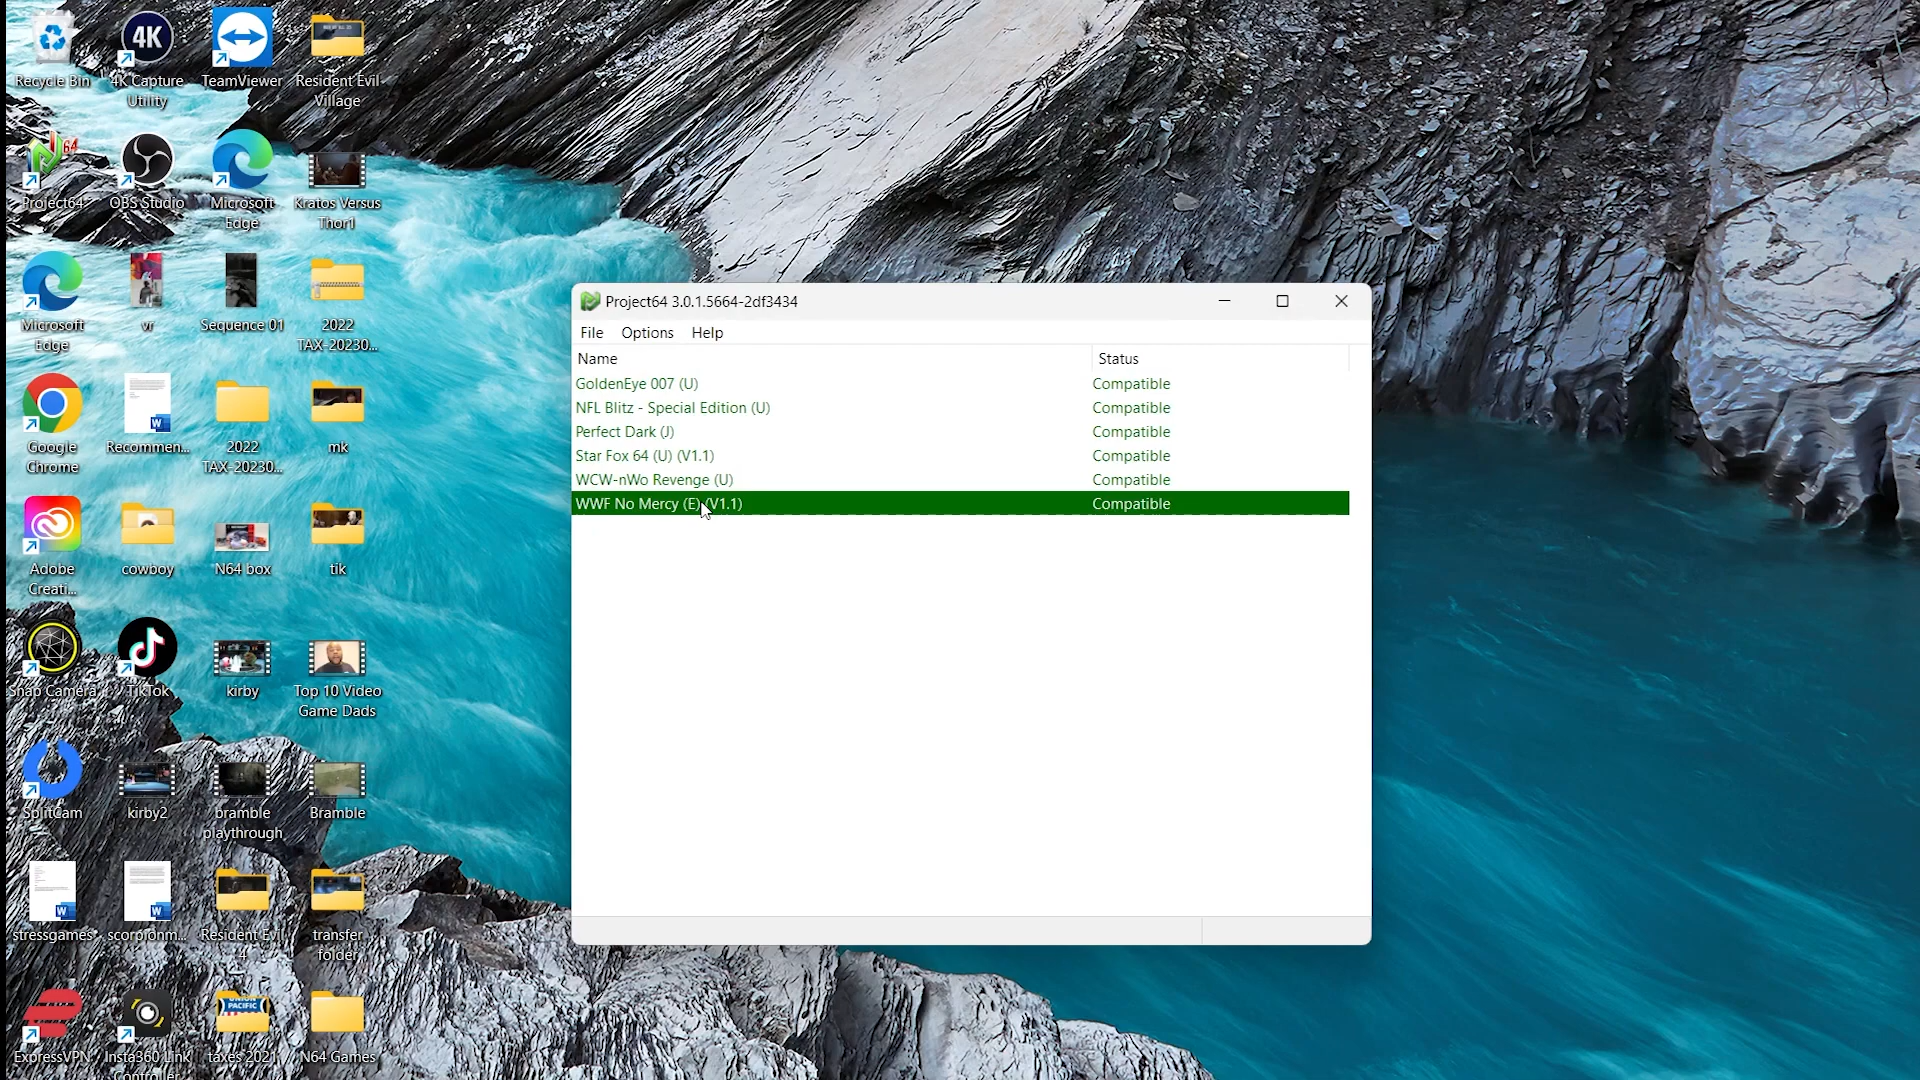 Recycle Bin
4K
4K Capture
Utility
TeamViewer
Resident Evil
Village
64
Project64
OBS Studio
Microsoft
Edge
Kratos Versus
Thor1
Microsoft
Edge
vr
Sequence 01
2022
TAX-20230...
Google
Chrome
W
Recommen...
2022
TAX-20230...
mk
Adobe
Creati...
cowboy
N64 box
tik
Snap Camera
TikTok
kirby
Top 10 Video
Game Dads
SplitCam
kirby2
bramble
playthrough
Bramble
W
stressgames
W
scorpionm...
Resident Evil
4
transfer
folder
ExpressVPN
Insta360 Link
Controller
UNION
PACIFIC
taxes 2021
N64 Games
Project64 3.0.1.5664-2df3434
File Options Help
Name Status
GoldenEye 007 (U) Compatible
NFL Blitz - Special Edition (U) Compatible
Perfect Dark (J) Compatible
Star Fox 64 (U) (V1.1) Compatible
WCW-nWo Revenge (U) Compatible
WWF No Mercy (E) (V1.1) Compatible